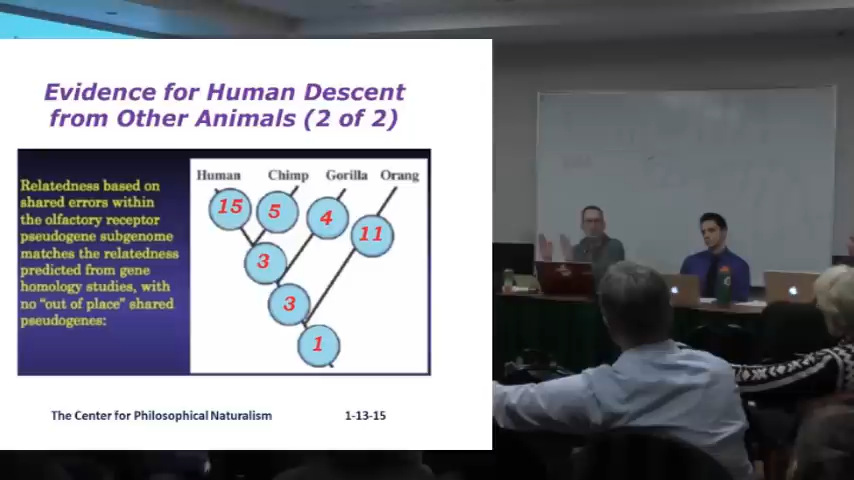 Evidence for Human Descent
from Other Animals (2 of 2)
Relatedness based on
shared errors within
the olfactory receptor
pseudogene subgenome
matches the relatedness
predicted from gene
homology studies, with
no "out of place" shared
pseudogenes:
Human Chimp Gorilla Orang
15 5 4 11
3
3
1
The Center for Philosophical Naturalism 1-13-15